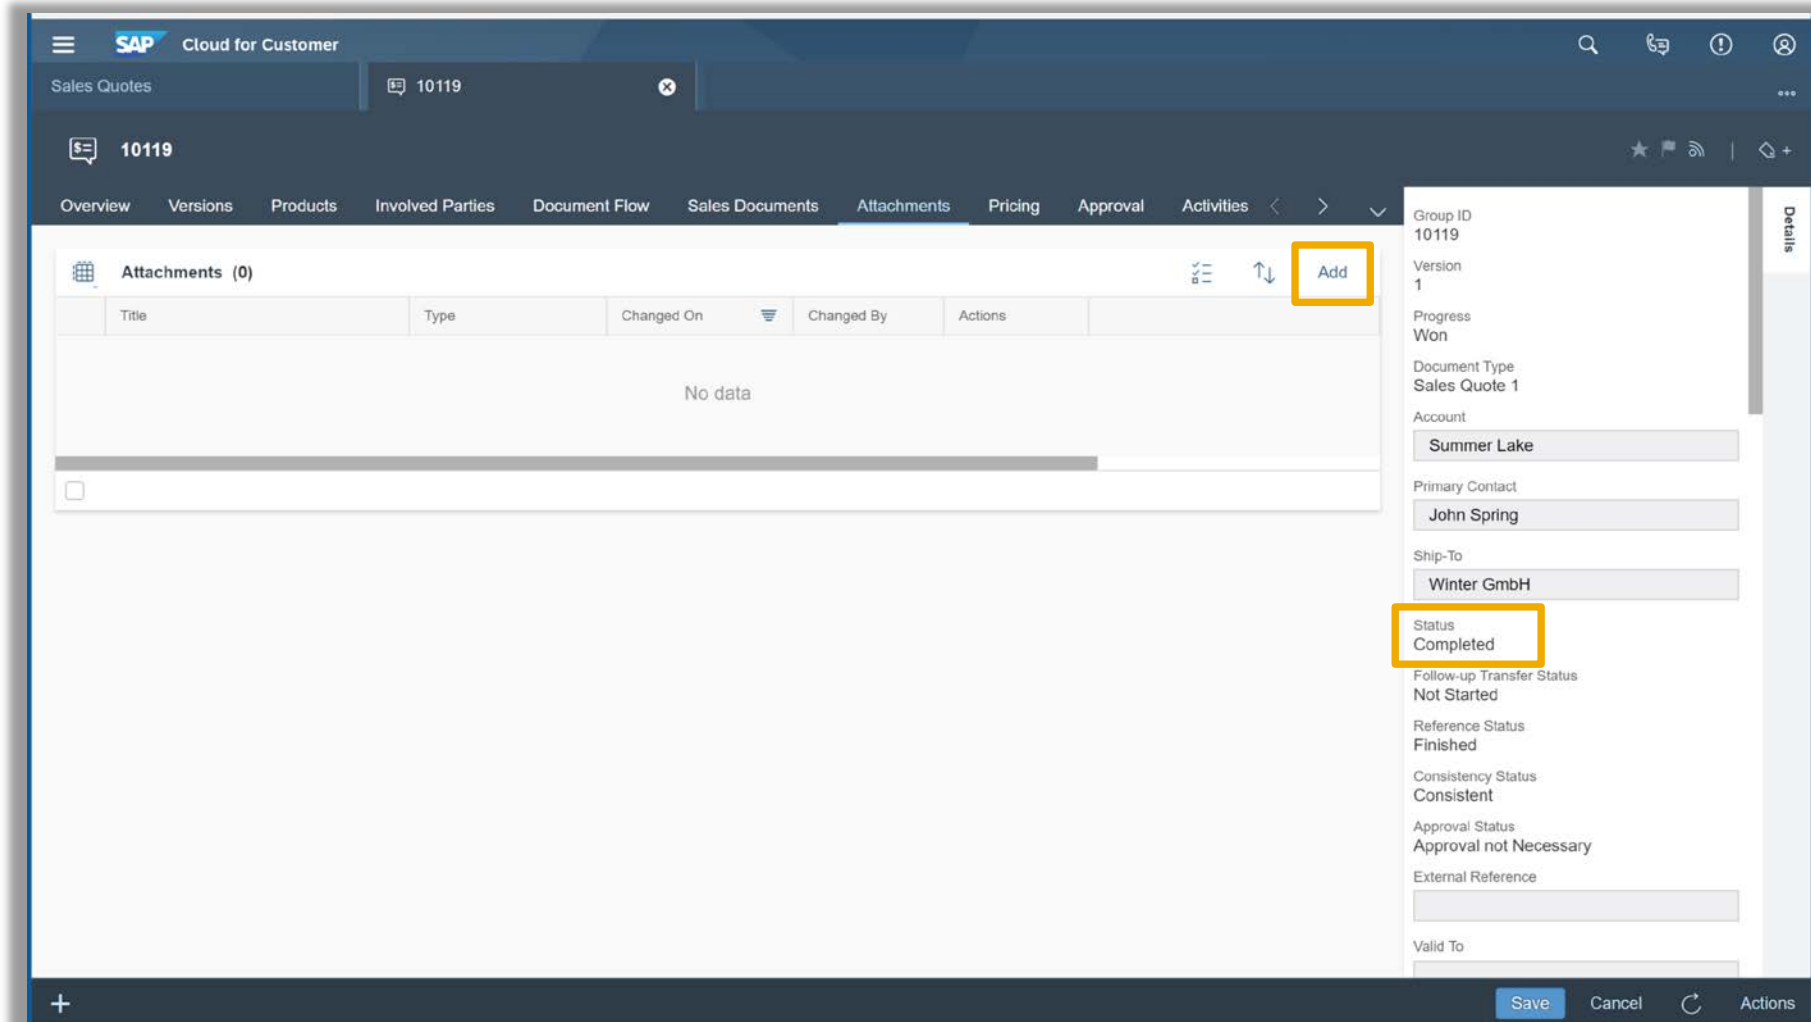 SAP Cloud for Customer
Sales Quotes
10119
10119
Overview Versions Products Involved Parties Document Flow Sales Documents Attachments Pricing Approval Activities
Attachments (0)
Add
Title Type Changed On Changed By Actions
No data
Details
Group ID
10119
Version
1
Progress
Won
Document Type
Sales Quote 1
Account
Summer Lake
Primary Contact
John Spring
Ship-To
Winter GmbH
Status
Completed
Follow-up Transfer Status
Not Started
Reference Status
Finished
Consistency Status
Consistent
Approval Status
Approval not Necessary
External Reference
Valid To
Save Cancel Actions